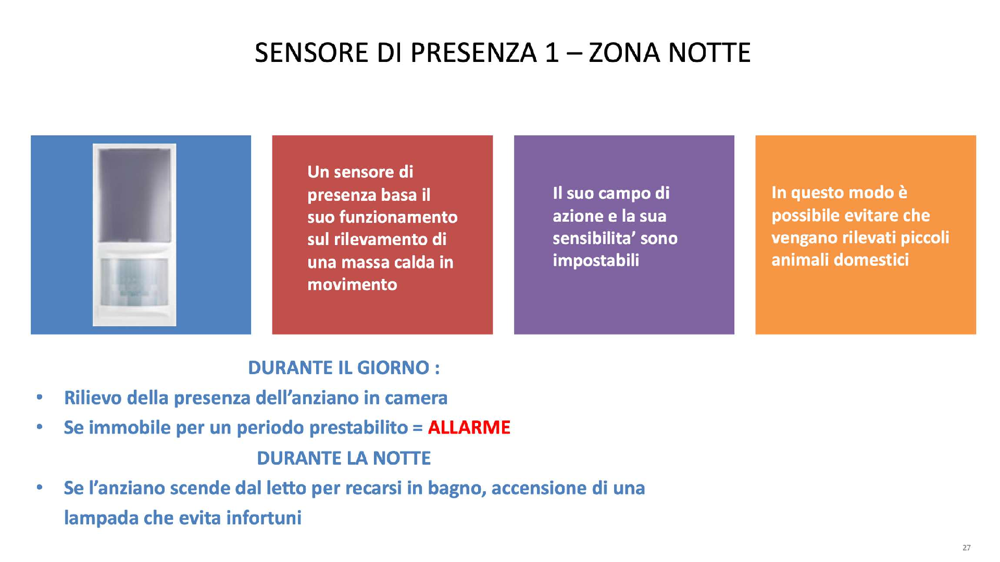 SENSORE DI PRESENZA 1 – ZONA NOTTE
Un sensore di
presenza basa il
suo funzionamento
sul rilevamento di
una massa calda in
movimento
Il suo campo di
azione e la sua
sensibilita’ sono
impostabili
In questo modo è
possibile evitare che
vengano rilevati piccoli
animali domestici
DURANTE IL GIORNO :
• Rilievo della presenza dell’anziano in camera
• Se immobile per un periodo prestabilito = ALLARME
DURANTE LA NOTTE
• Se l’anziano scende dal letto per recarsi in bagno, accensione di una
lampada che evita infortuni
27